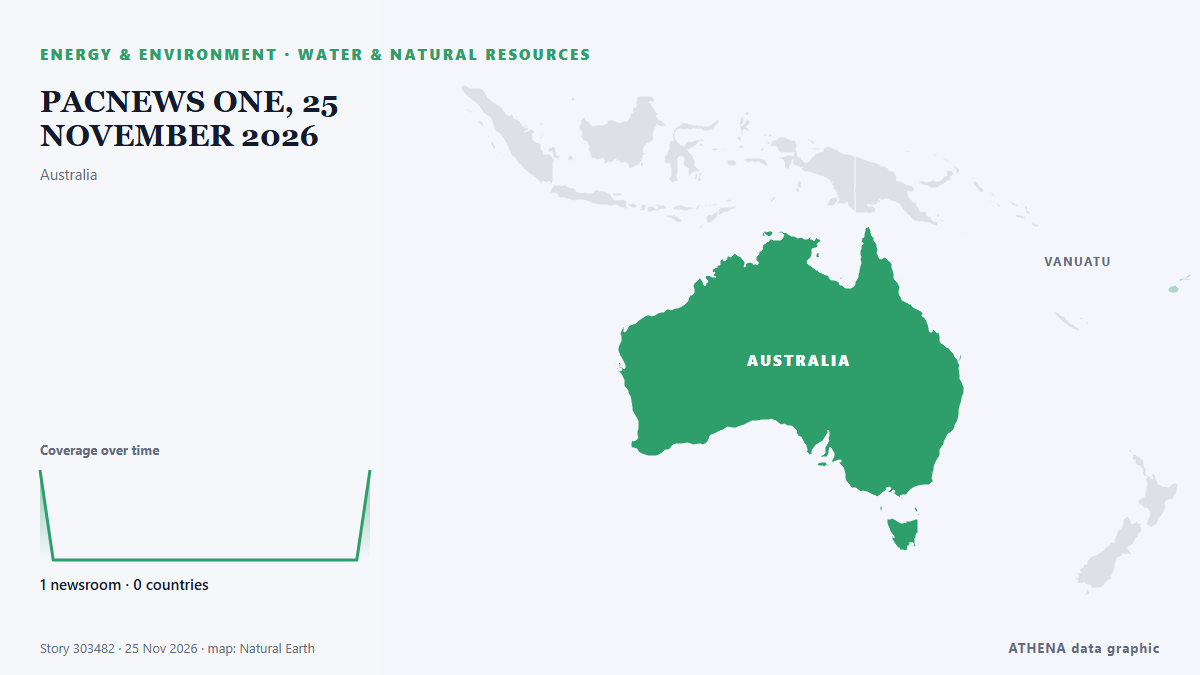 ENERGY & ENVIRONMENT · WATER & NATURAL RESOURCES
PACNEWS ONE, 25
NOVEMBER 2026
Australia
VANUATU
AUSTRALIA
Coverage over time
1 newsroom · 0 countries
Story 303482 · 25 Nov 2026 · map: Natural Earth
ATHENA data graphic